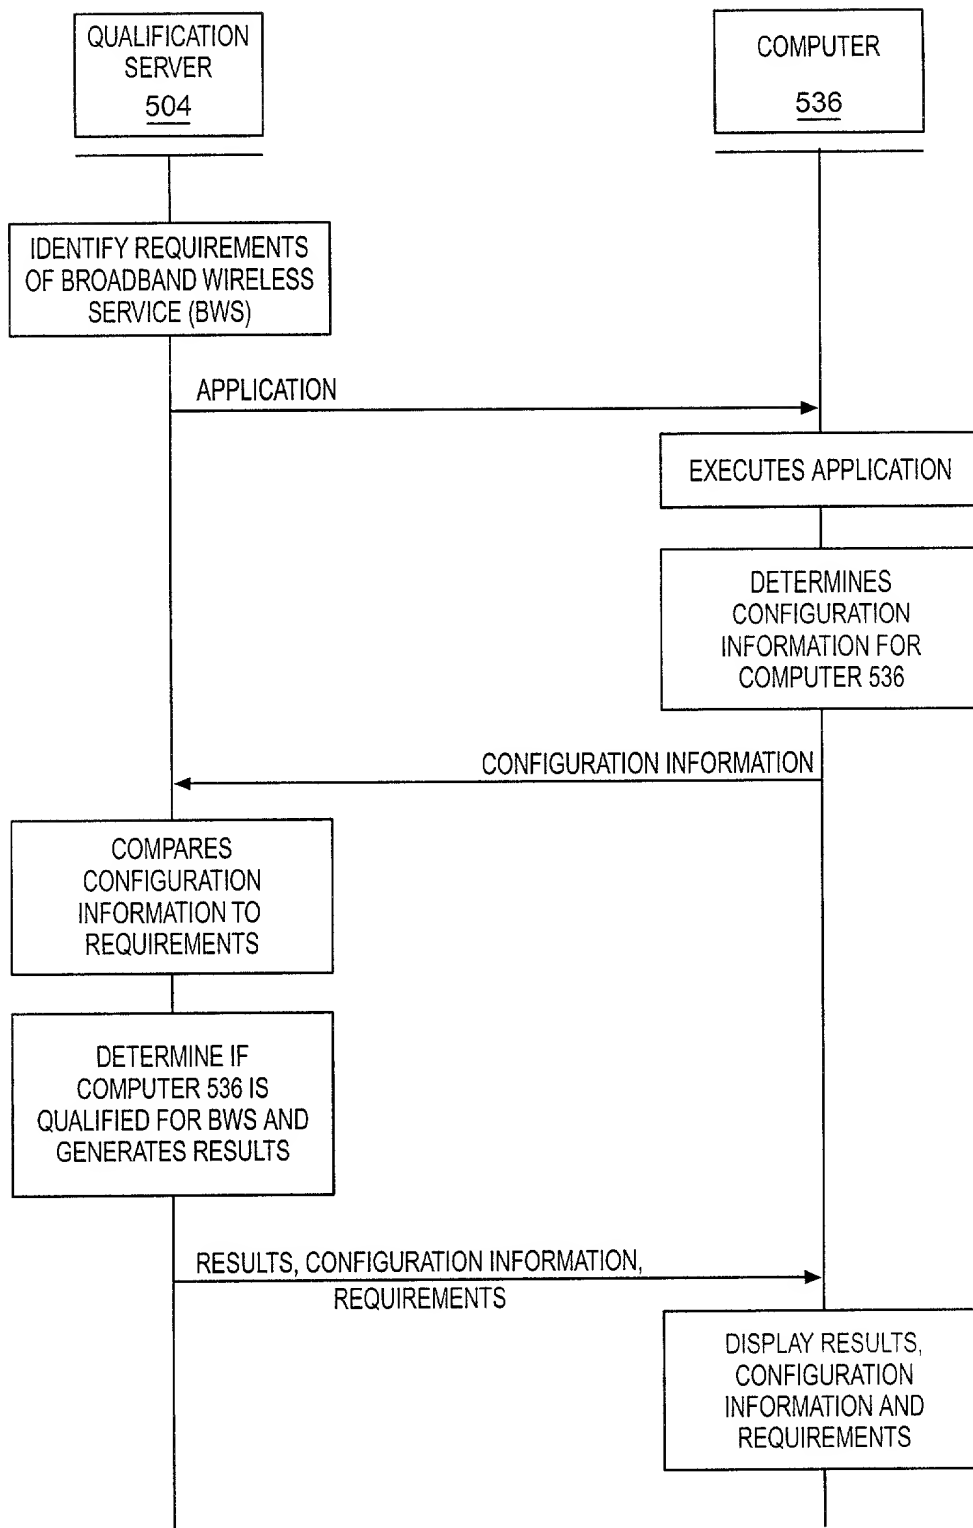 QUALIFICATION
SERVER
504
COMPUTER
536
IDENTIFY REQUIREMENTS
OF BROADBAND WIRELESS
SERVICE (BWS)
APPLICATION
EXECUTES APPLICATION
DETERMINES
CONFIGURATION
INFORMATION FOR
COMPUTER 536
CONFIGURATION INFORMATION
COMPARES
CONFIGURATION
INFORMATION TO
REQUIREMENTS
DETERMINE IF
COMPUTER 536 IS
QUALIFIED FOR BWS AND
GENERATES RESULTS
RESULTS, CONFIGURATION INFORMATION,
REQUIREMENTS
DISPLAY RESULTS,
CONFIGURATION
INFORMATION AND
REQUIREMENTS